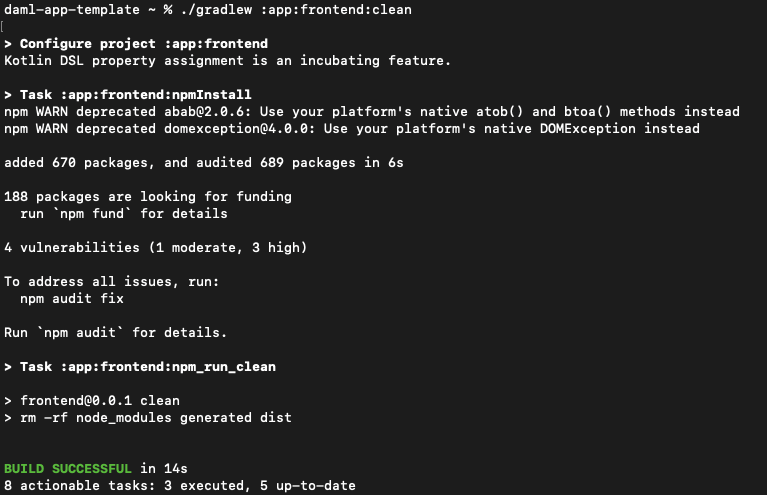 daml-app-template ~ % ./gradlew :app:frontend:clean
> Configure project :app:frontend
Kotlin DSL property assignment is an incubating feature.
> Task :app:frontend:npmInstall
npm WARN deprecated abab@2.0.6: Use your platform's native atob() and btoa() methods instead
npm WARN deprecated domexception@4.0.0: Use your platform's native DOMException instead
added 670 packages, and audited 689 packages in 6s
188 packages are looking for funding
  run `npm fund` for details
4 vulnerabilities (1 moderate, 3 high)
To address all issues, run:
  npm audit fix
Run `npm audit` for details.
> Task :app:frontend:npm_run_clean
> frontend@0.0.1 clean
> rm -rf node_modules generated dist
BUILD SUCCESSFUL in 14s
8 actionable tasks: 3 executed, 5 up-to-date